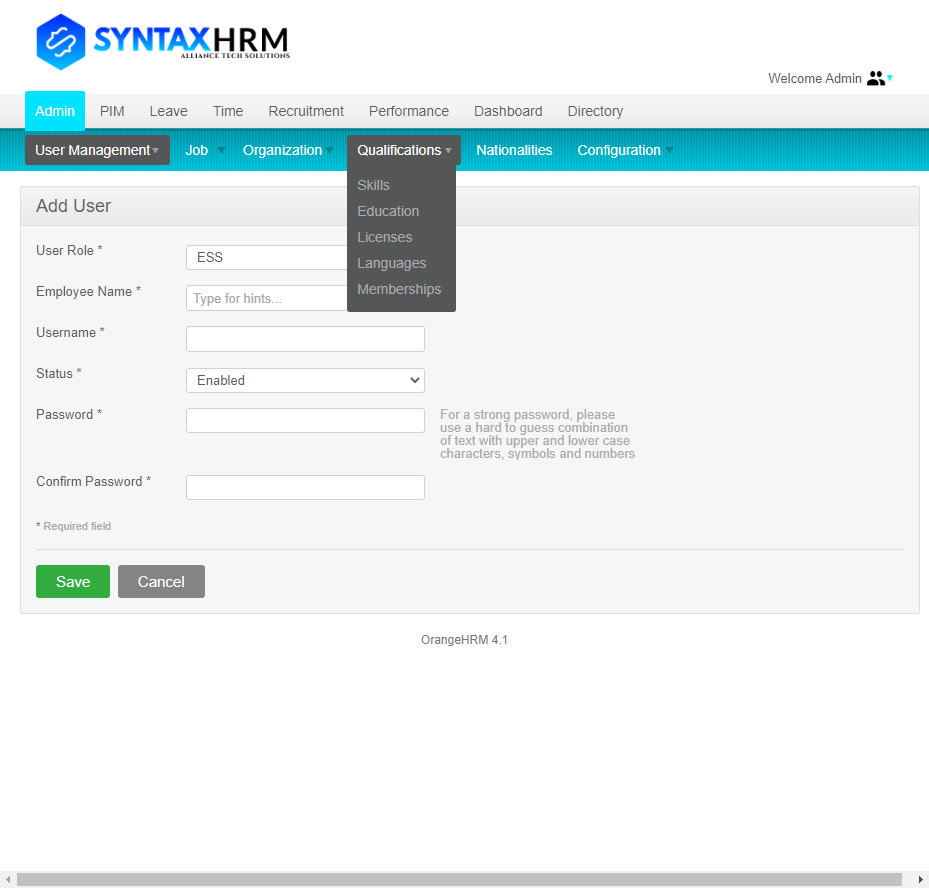 SYNTAXHRM
ALLIANCE TECH SOLUTIONS
Welcome Admin
Admin PIM Leave Time Recruitment Performance Dashboard Directory
User Management Job Organization Qualifications Nationalities Configuration
Skills
Education
Licenses
Languages
Memberships
Add User
User Role *
ESS
Employee Name *
Type for hints...
Username *
Status *
Enabled
Password *
For a strong password, please
use a hard to guess combination
of text with upper and lower case
characters, symbols and numbers
Confirm Password *
* Required field
Save Cancel
OrangeHRM 4.1